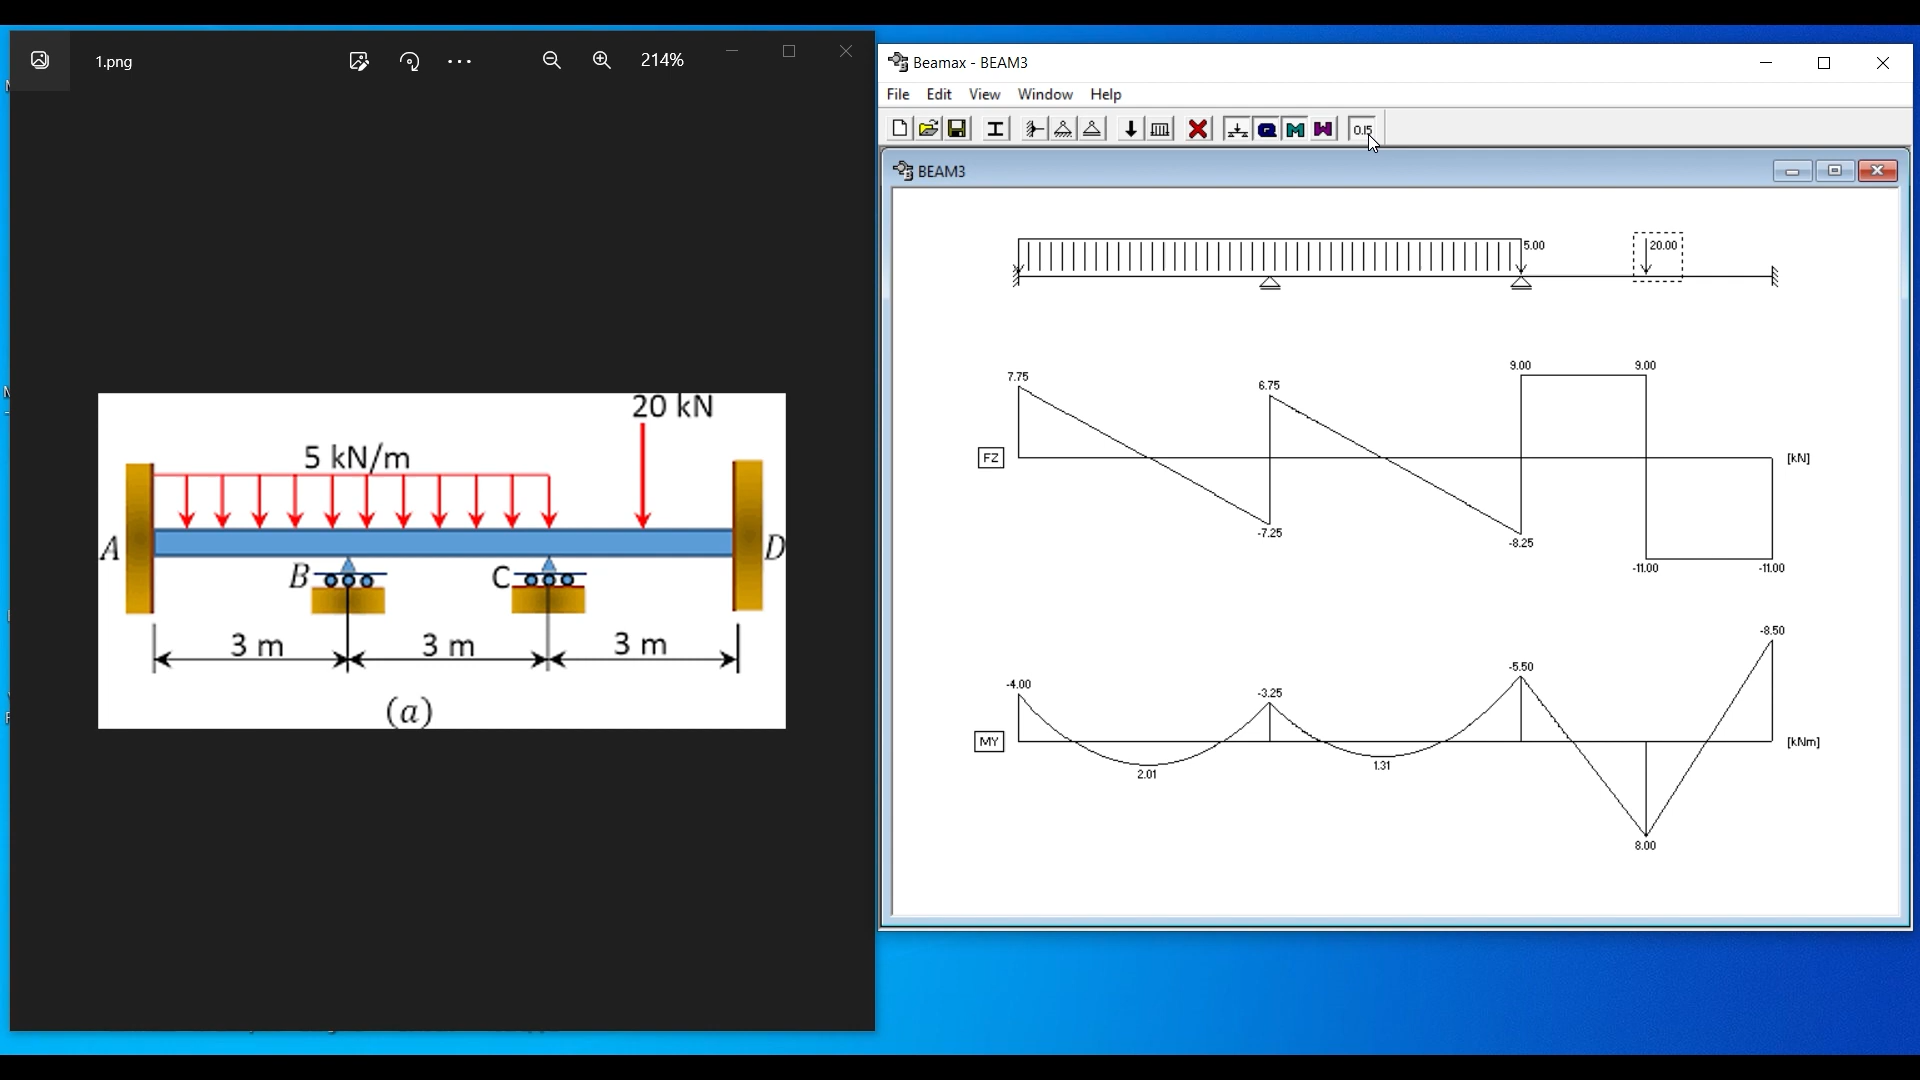 1.png
214%
20 kN
5 kN/m
A
D
B
C
3 m
3 m
3 m
(a)
Beamax - BEAM3
File Edit View Window Help
Q M W 0.15
BEAM3
5.00
20.00
7.75
6.75
9.00
9.00
FZ
[kN]
-7.25
-8.25
-11.00
-11.00
-8.50
-5.50
-4.00
-3.25
MY
[kNm]
2.01
1.31
8.00